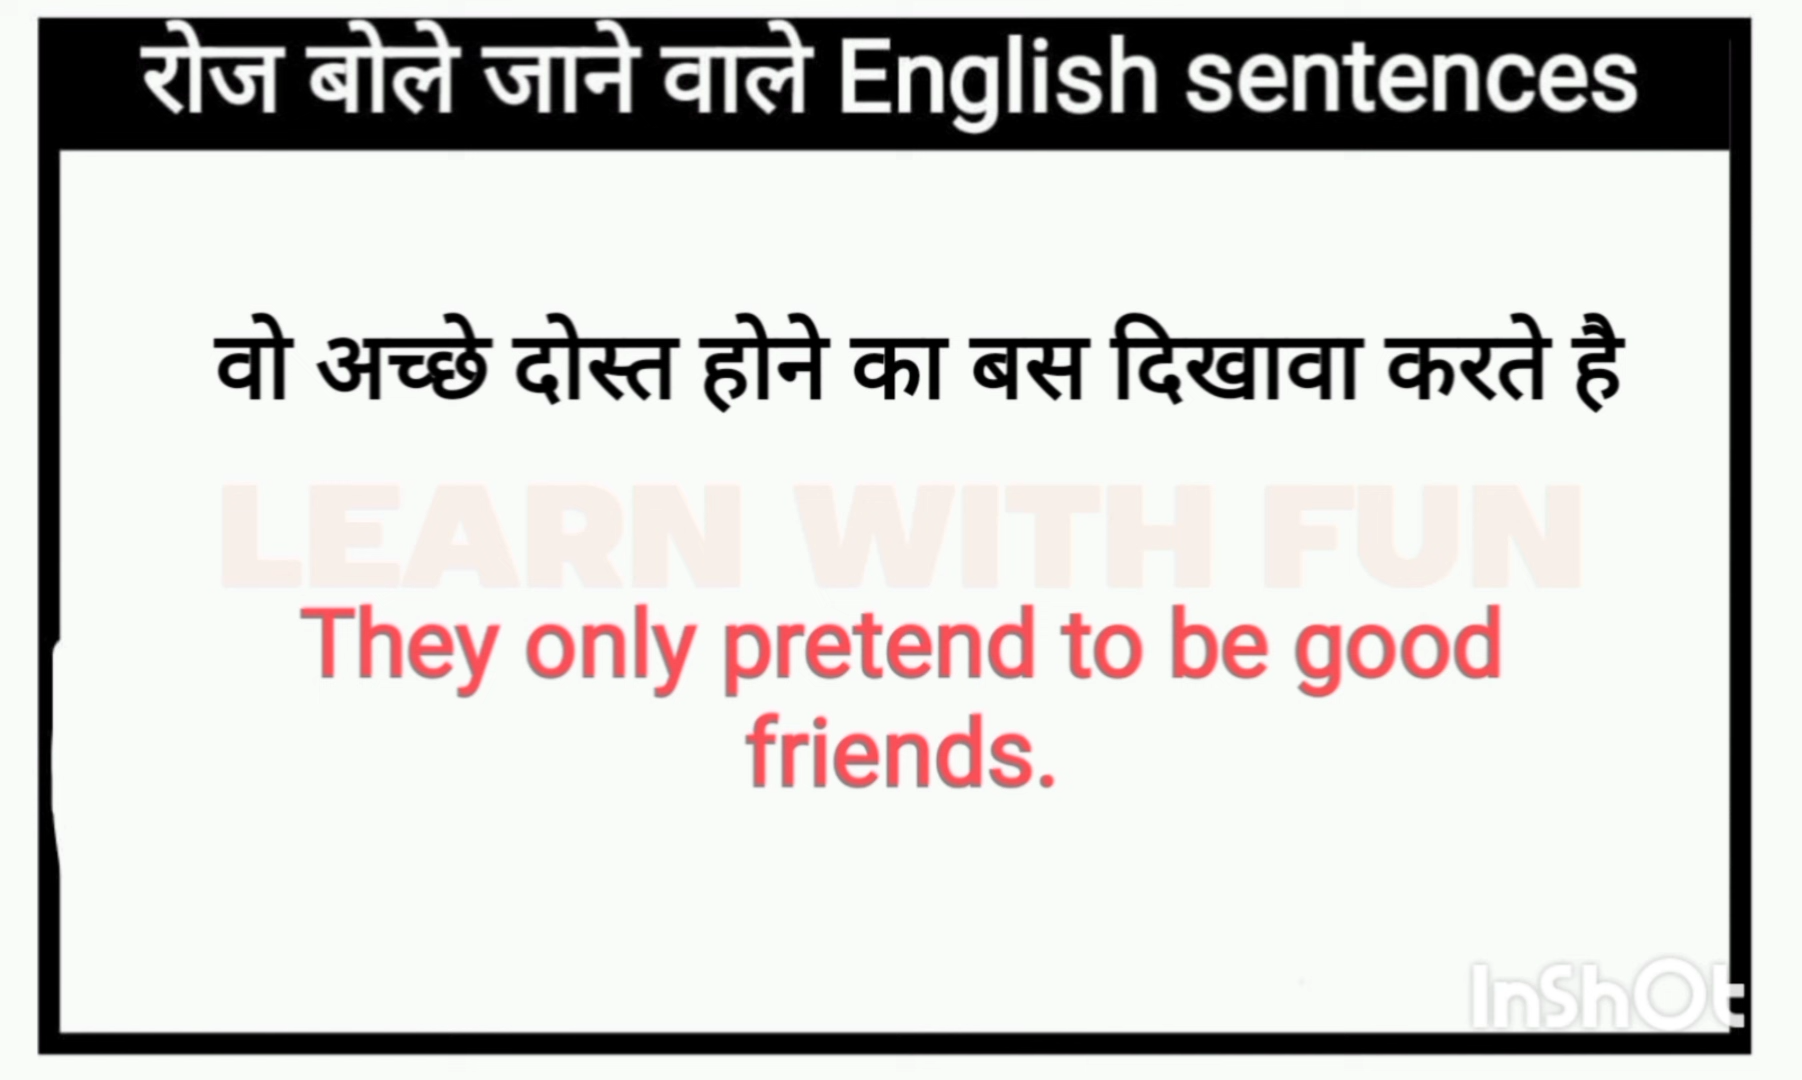 रोज बोले जाने वाले English sentences
वो अच्छे दोस्त होने का बस दिखावा करते है
LEARN WITH FUN
They only pretend to be good
friends.
InShOt